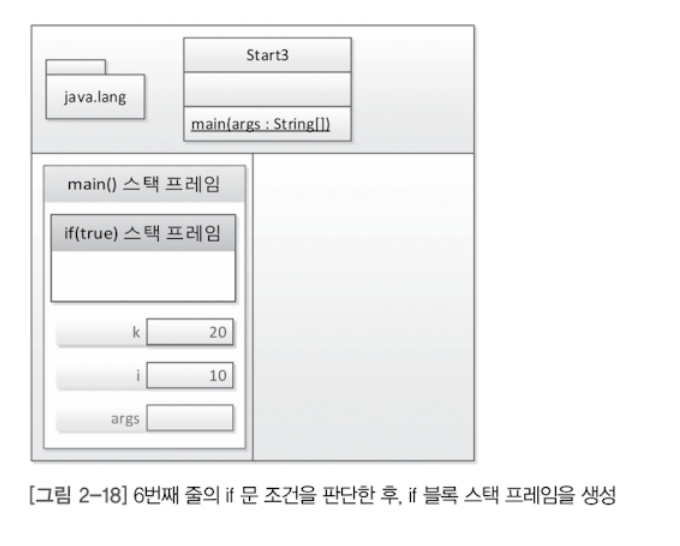 Start3
java.lang
main(args : String[])
main() 스택 프레임
if(true) 스택 프레임
k 20
i 10
args
[그림 2-18] 6번째 줄의 if 문 조건을 판단한 후, if 블록 스택 프레임을 생성